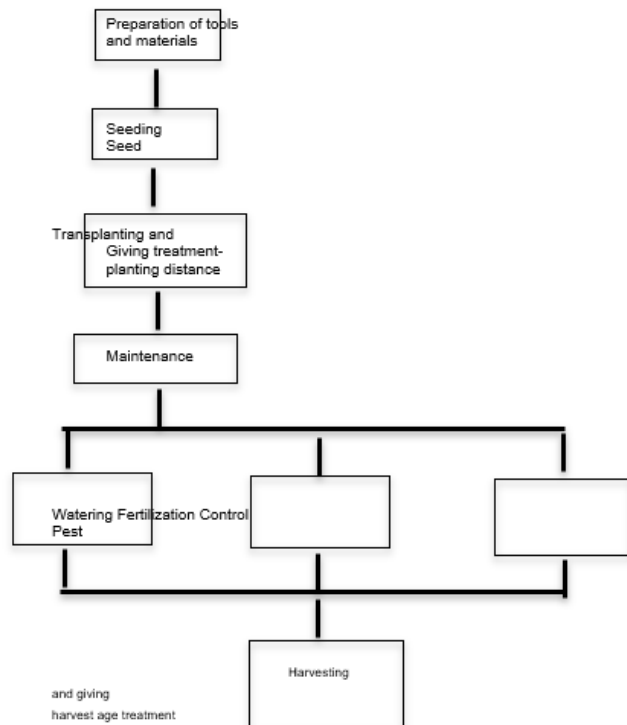 Preparation of tools
and materials
Seeding
Seed
Transplanting and
Giving treatment-
planting distance
Maintenance
Watering Fertilization Control
Pest
Harvesting
and giving
harvest age treatment